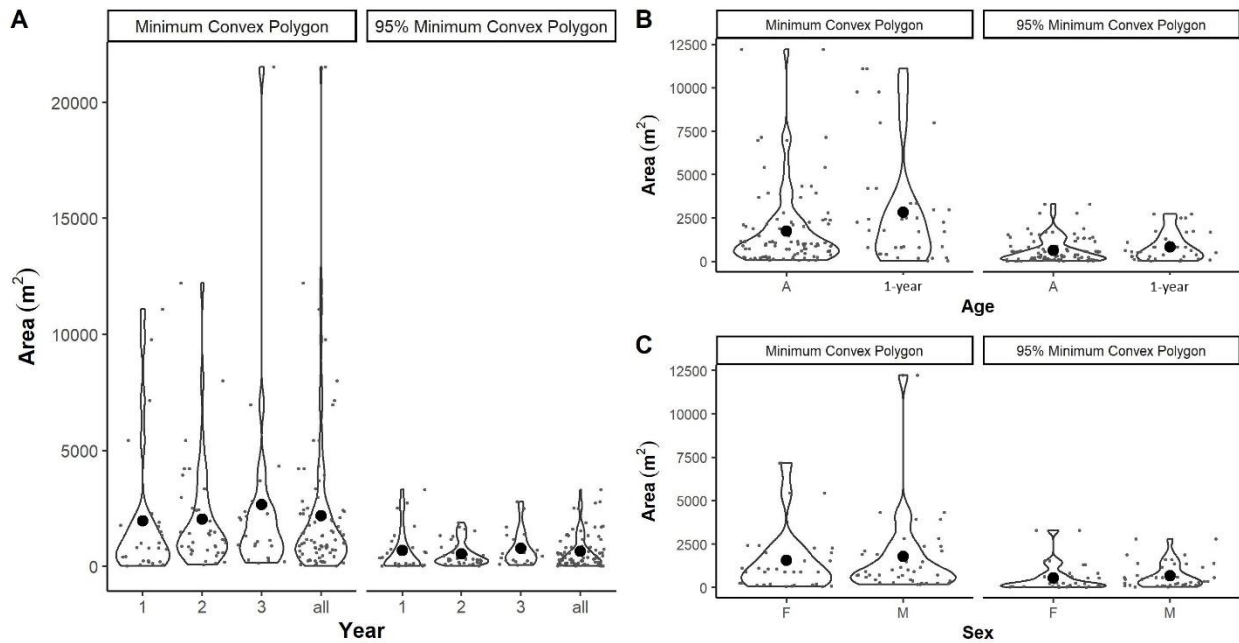 A
Minimum Convex Polygon
95% Minimum Convex Polygon
Area (m²)
20000
15000
10000
5000
0
1
2
3
all
1
2
3
all
Year
B
Minimum Convex Polygon
95% Minimum Convex Polygon
Area (m²)
12500
10000
7500
5000
2500
0
A
1-year
A
1-year
Age
C
Minimum Convex Polygon
95% Minimum Convex Polygon
Area (m²)
12500
10000
7500
5000
2500
0
F
M
F
M
Sex